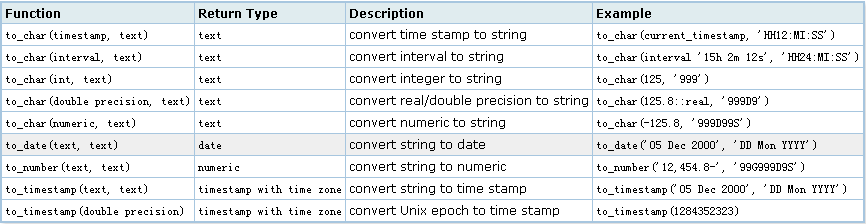 Function Return Type Description Example
to_char(timestamp, text) text convert time stamp to string to_char(current_timestamp, 'HH12:MI:SS')
to_char(interval, text) text convert interval to string to_char(interval '15h 2m 12s', 'HH24:MI:SS')
to_char(int, text) text convert integer to string to_char(125, '999')
to_char(double precision, text) text convert real/double precision to string to_char(125.8::real, '999D9')
to_char(numeric, text) text convert numeric to string to_char(-125.8, '999D99S')
to_date(text, text) date convert string to date to_date('05 Dec 2000', 'DD Mon YYYY')
to_number(text, text) numeric convert string to numeric to_number('12,454.8-', '99G999D9S')
to_timestamp(text, text) timestamp with time zone convert string to time stamp to_timestamp('05 Dec 2000', 'DD Mon YYYY')
to_timestamp(double precision) timestamp with time zone convert Unix epoch to time stamp to_timestamp(1284352323)